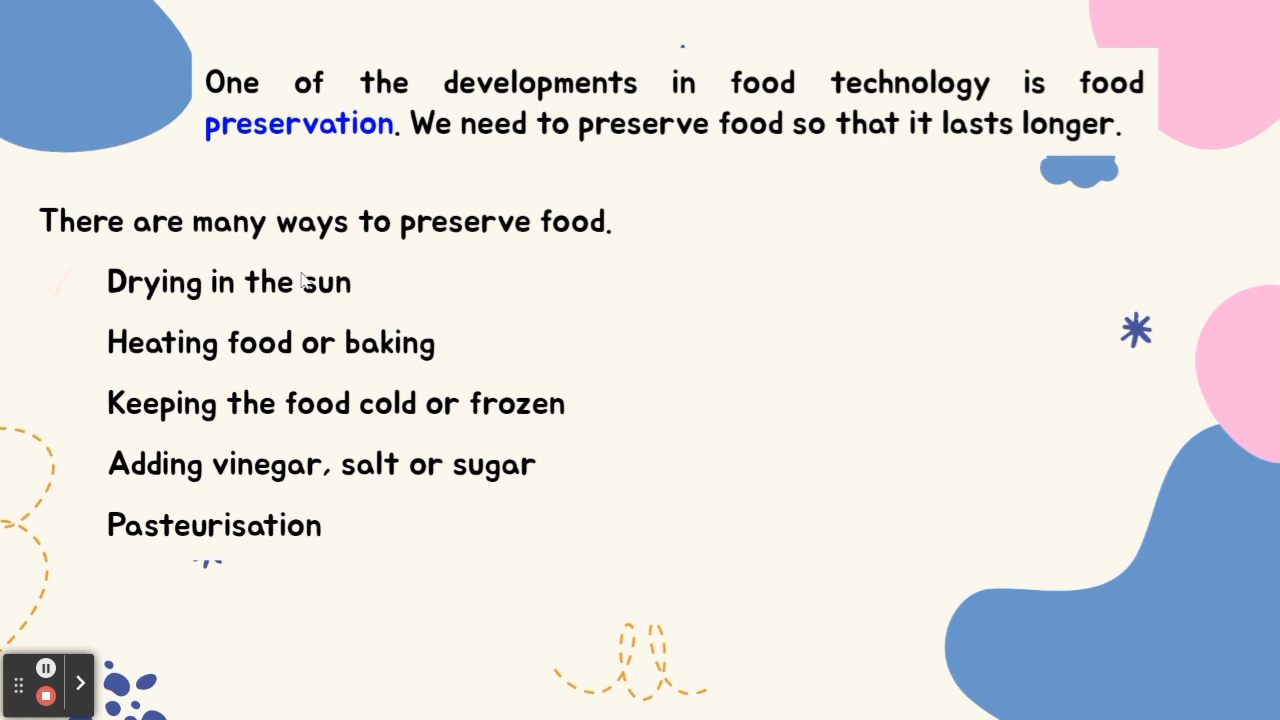 One of the developments in food technology is food
preservation. We need to preserve food so that it lasts longer.
There are many ways to preserve food.
Drying in the sun
Heating food or baking
Keeping the food cold or frozen
Adding vinegar, salt or sugar
Pasteurisation